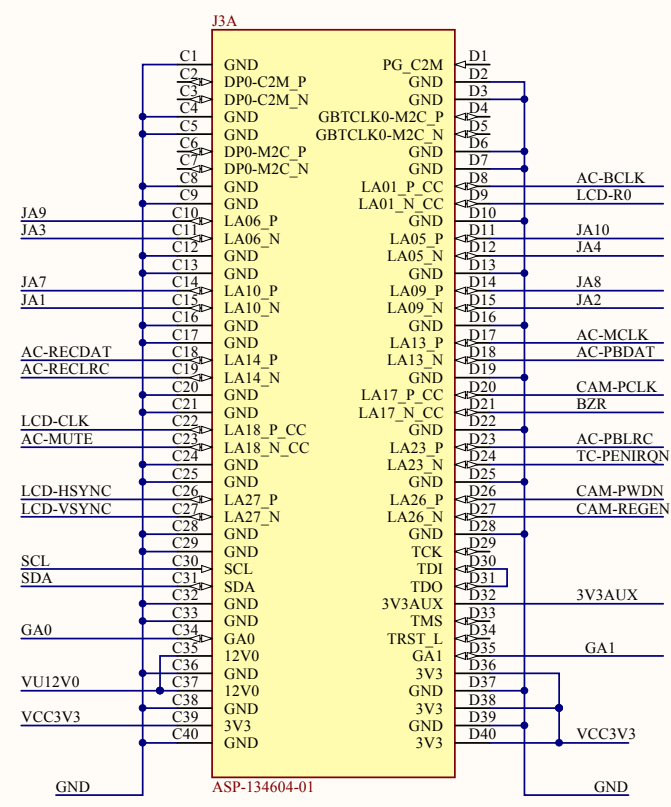 J3A
C1 GND PG_C2M D1
C2 DP0-C2M_P GND D2
C3 DP0-C2M_N GND D3
C4 GND GBTCLK0-M2C_P D4
C5 GND GBTCLK0-M2C_N D5
C6 DP0-M2C_P GND D6
C7 DP0-M2C_N GND D7
C8 GND LA01_P_CC D8 AC-BCLK
C9 GND LA01_N_CC D9 LCD-R0
JA9 C10 LA06_P GND D10
JA3 C11 LA06_N LA05_P D11 JA10
C12 GND LA05_N D12 JA4
C13 GND GND D13
JA7 C14 LA10_P LA09_P D14 JA8
JA1 C15 LA10_N LA09_N D15 JA2
C16 GND GND D16
C17 GND LA13_P D17 AC-MCLK
AC-RECDAT C18 LA14_P LA13_N D18 AC-PBDAT
AC-RECLRC C19 LA14_N GND D19
C20 GND LA17_P_CC D20 CAM-PCLK
C21 GND LA17_N_CC D21 BZR
LCD-CLK C22 LA18_P_CC GND D22
AC-MUTE C23 LA18_N_CC LA23_P D23 AC-PBLRC
C24 GND LA23_N D24 TC-PENIRQN
C25 GND GND D25
LCD-HSYNC C26 LA27_P LA26_P D26 CAM-PWDN
LCD-VSYNC C27 LA27_N LA26_N D27 CAM-REGEN
C28 GND GND D28
C29 GND TCK D29
SCL C30 SCL TDI D30
SDA C31 SDA TDO D31
C32 GND 3V3AUX D32 3V3AUX
C33 GND TMS D33
GA0 C34 GA0 TRST_L D34
C35 12V0 GA1 D35 GA1
C36 GND 3V3 D36
VU12V0 C37 12V0 GND D37
C38 GND 3V3 D38
VCC3V3 C39 3V3 GND D39
C40 GND 3V3 D40 VCC3V3
GND ASP-134604-01 GND